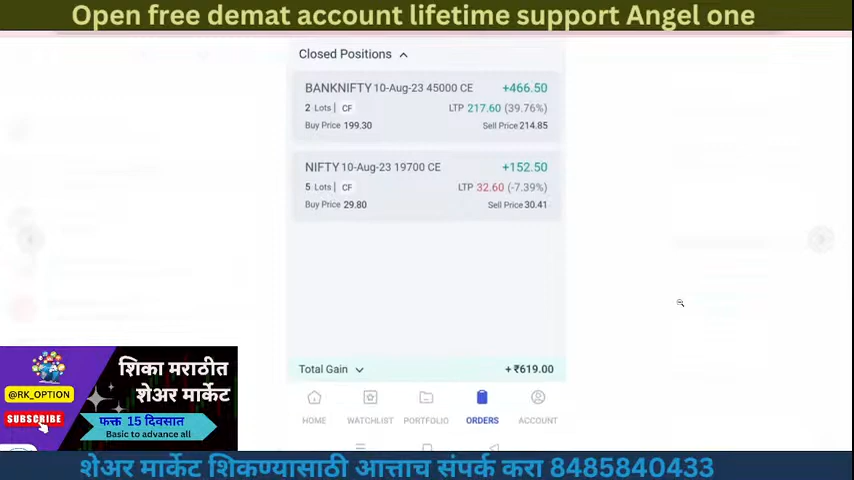 Open free demat account lifetime support Angel one
Closed Positions
BANKNIFTY 10-Aug-23 45000 CE +466.50
2 Lots | CF LTP 217.60 (39.76%)
Buy Price 199.30 Sell Price 214.85
NIFTY 10-Aug-23 19700 CE +152.50
5 Lots | CF LTP 32.60 (-7.39%)
Buy Price 29.80 Sell Price 30.41
Total Gain + ₹619.00
HOME WATCHLIST PORTFOLIO ORDERS ACCOUNT
शिका मराठीत
शेअर मार्केट
@RK_OPTION
SUBSCRIBE
फक्त 15 दिवसात
Basic to advance all
शेअर मार्केट शिकण्यासाठी आत्ताच संपर्क करा 8485840433